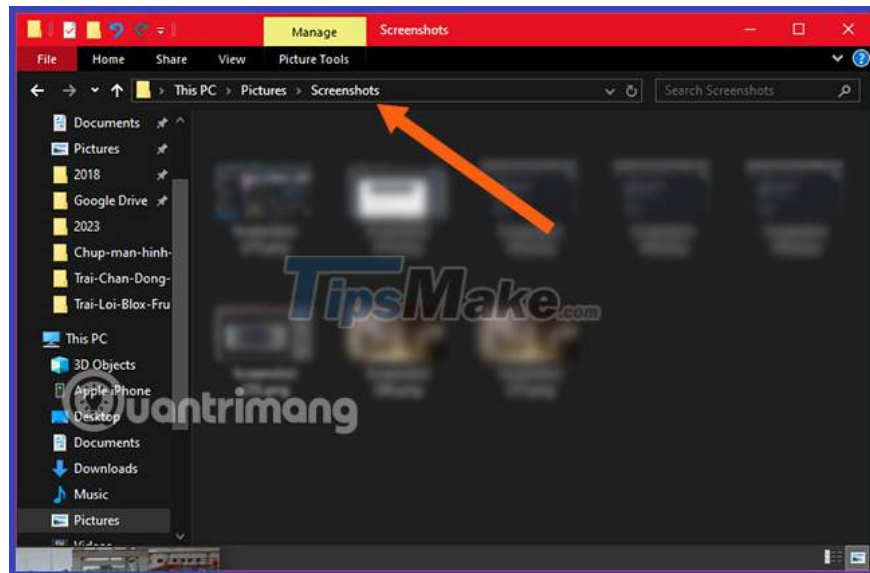 Manage
Screenshots
File
Home
Share
View
Picture Tools
This PC > Pictures > Screenshots
Search Screenshots
Documents
Pictures
2018
Google Drive
2023
Chup-man-hinh-
Trai-Chan-Dong-
Trai-Loi-Blox-Fru
This PC
3D Objects
Apple iPhone
Desktop
Documents
Downloads
Music
Pictures
Videos
TipsMake.com
Quantrimang